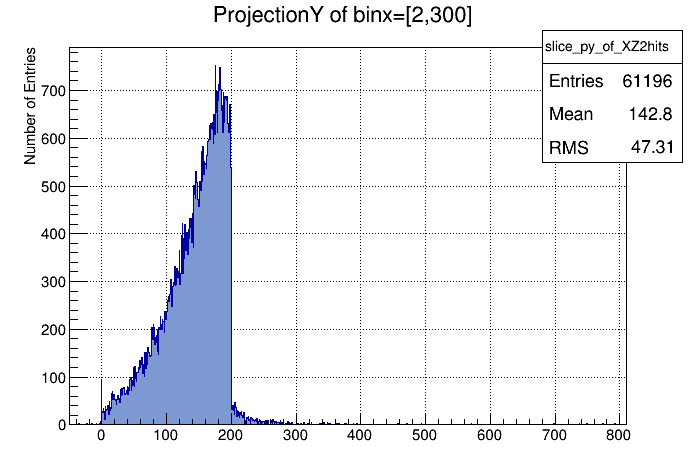 ProjectionY of binx=[2,300]
slice_py_of_XZ2hits
Entries 61196
Mean 142.8
RMS 47.31
Number of Entries
700
600
500
400
300
200
100
0
0 100 200 300 400 500 600 700 800